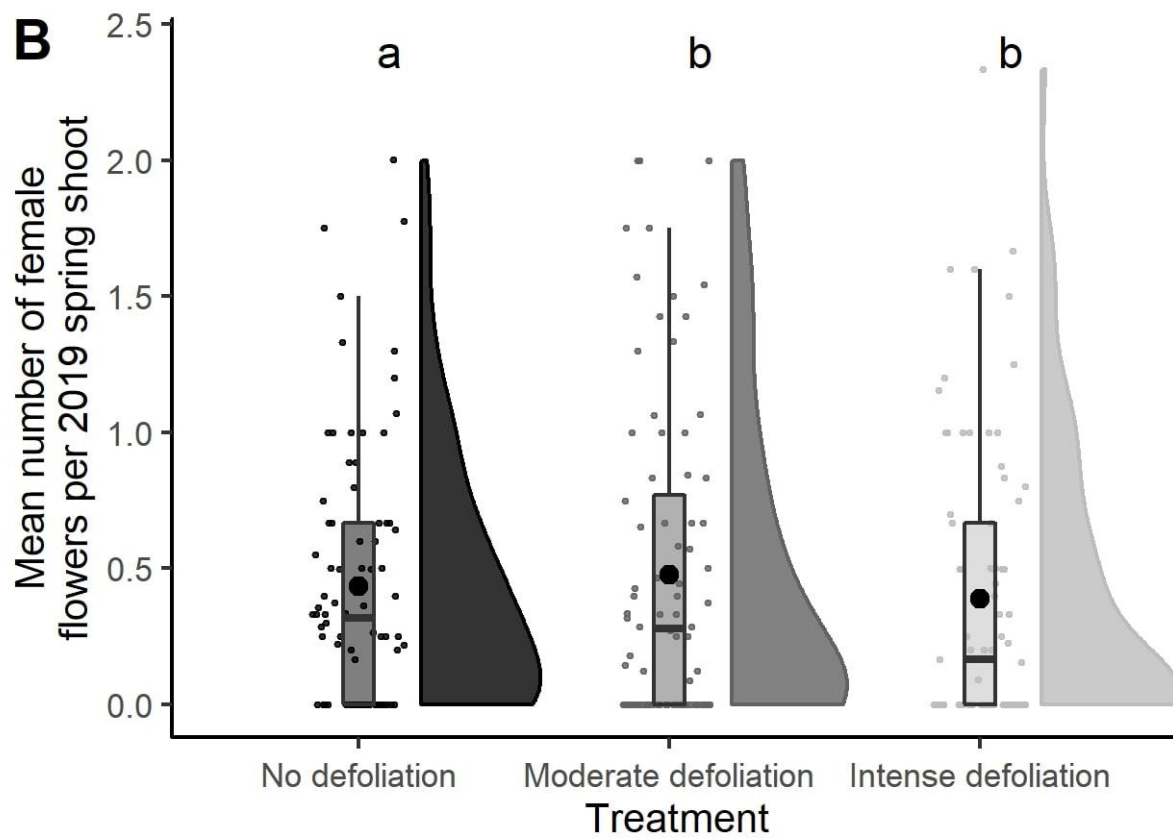 B
Mean number of female
flowers per 2019 spring shoot
2.5
2.0
1.5
1.0
0.5
0.0
a b b
No defoliation Moderate defoliation Intense defoliation
Treatment